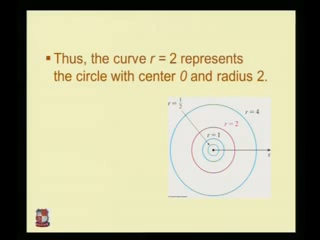 Thus, the curve r = 2 represents
the circle with center 0 and radius 2.
r = 1/2
r = 4
r = 2
r = 1